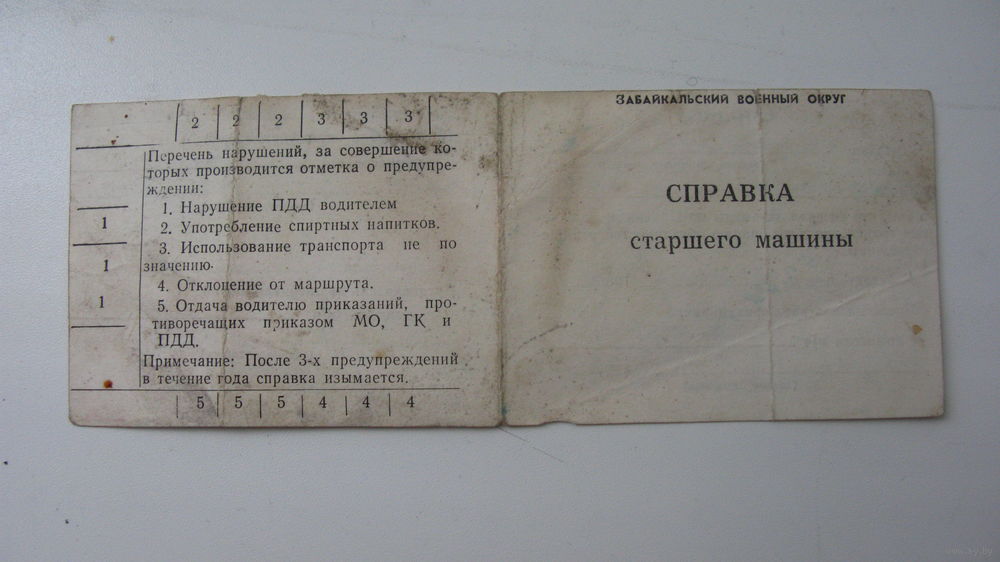 2 2 2 3 3 3
Перечень нарушений, за совершение ко-
торых производится отметка о предупре-
ждении:
1. Нарушение ПДД водителем
2. Употребление спиртных напитков.
3. Использование транспорта не по
значению.
4. Отклонение от маршрута.
5. Отдача водителю приказаний, про-
тиворечащих приказом МО, ГК и
ПДД.
Примечание: После 3-х предупреждений
в течение года справка изымается.
1
1
1
5 5 5 4 4 4
ЗАБАЙКАЛЬСКИЙ ВОЕННЫЙ ОКРУГ
СПРАВКА
старшего машины